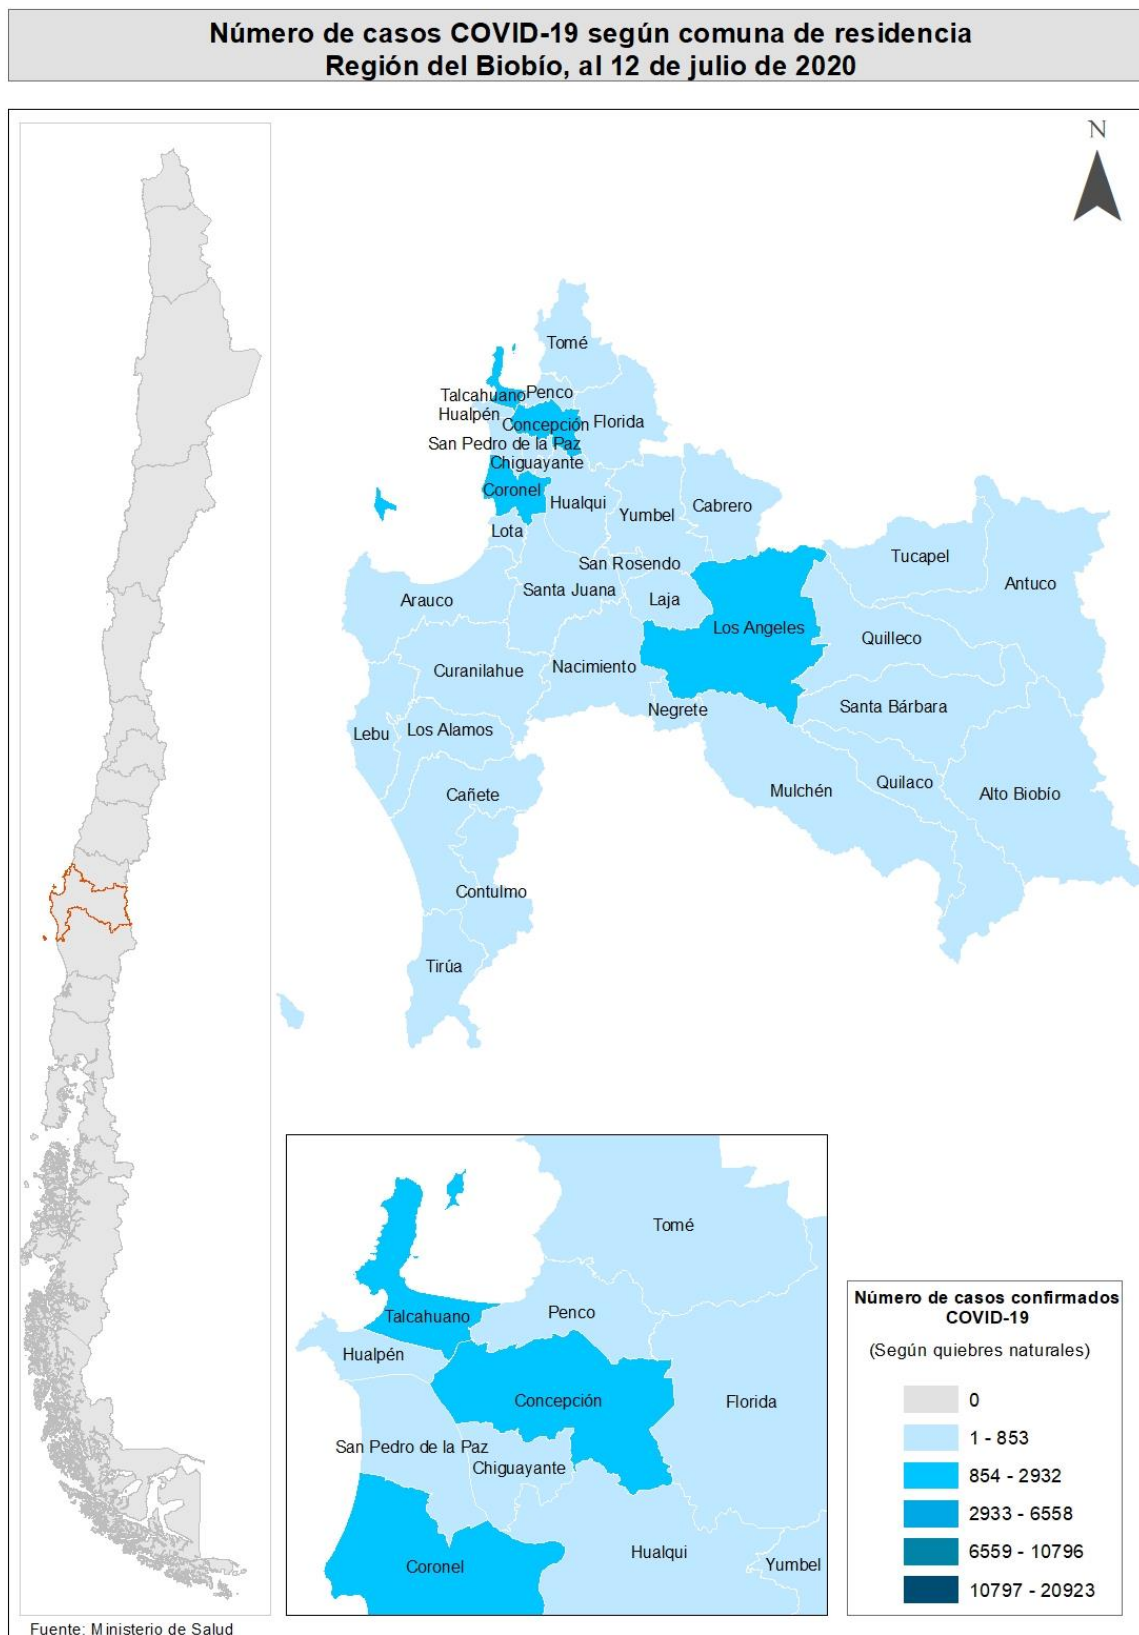 Número de casos COVID-19 según comuna de residencia
Región del Biobío, al 12 de julio de 2020
N
Tomé
Talcahuano
Penco
Hualpén
Concepción
Florida
San Pedro de la Paz
Chiguayante
Coronel
Hualqui
Yumbel
Cabrero
Lota
San Rosendo
Tucapel
Antuco
Arauco
Santa Juana
Laja
Los Angeles
Quilleco
Curanilahue
Nacimiento
Negrete
Santa Bárbara
Lebu
Los Alamos
Cañete
Mulchén
Quilaco
Alto Biobío
Contulmo
Tirúa
Tomé
Talcahuano
Penco
Hualpén
Concepción
Florida
San Pedro de la Paz
Chiguayante
Coronel
Hualqui
Yumbel
Número de casos confirmados
COVID-19
(Según quiebres naturales)
0
1 - 853
854 - 2932
2933 - 6558
6559 - 10796
10797 - 20923
Fuente: Ministerio de Salud